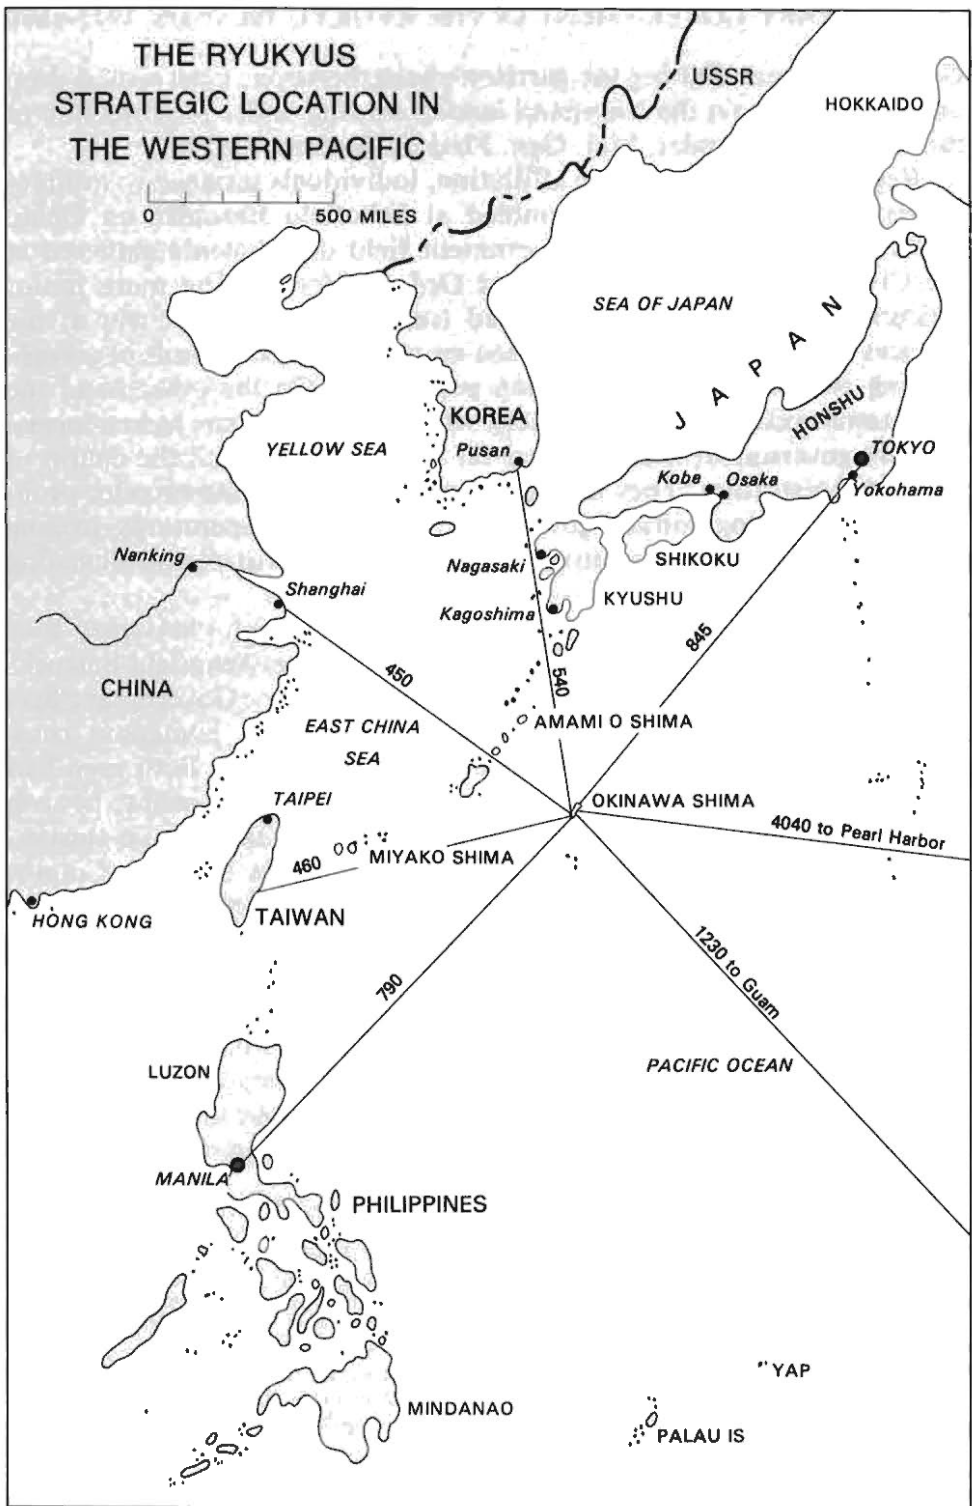 THE RYUKYUS
STRATEGIC LOCATION IN
THE WESTERN PACIFIC
0 500 MILES
USSR
HOKKAIDO
SEA OF JAPAN
JAPAN
HONSHU
KOREA
Pusan
YELLOW SEA
TOKYO
Koba
Osaka
Yokohama
Nanking
Shanghai
Nagasaki
SHIKOKU
Kagoshima
KYUSHU
CHINA
450
540
845
EAST CHINA
SEA
AMAMI O SHIMA
TAIPEI
OKINAWA SHIMA
4040 to Pearl Harbor
460
MIYAKO SHIMA
HONG KONG
TAIWAN
790
1230 to Guam
LUZON
PACIFIC OCEAN
MANILA
PHILIPPINES
YAP
MINDANAO
PALAU IS